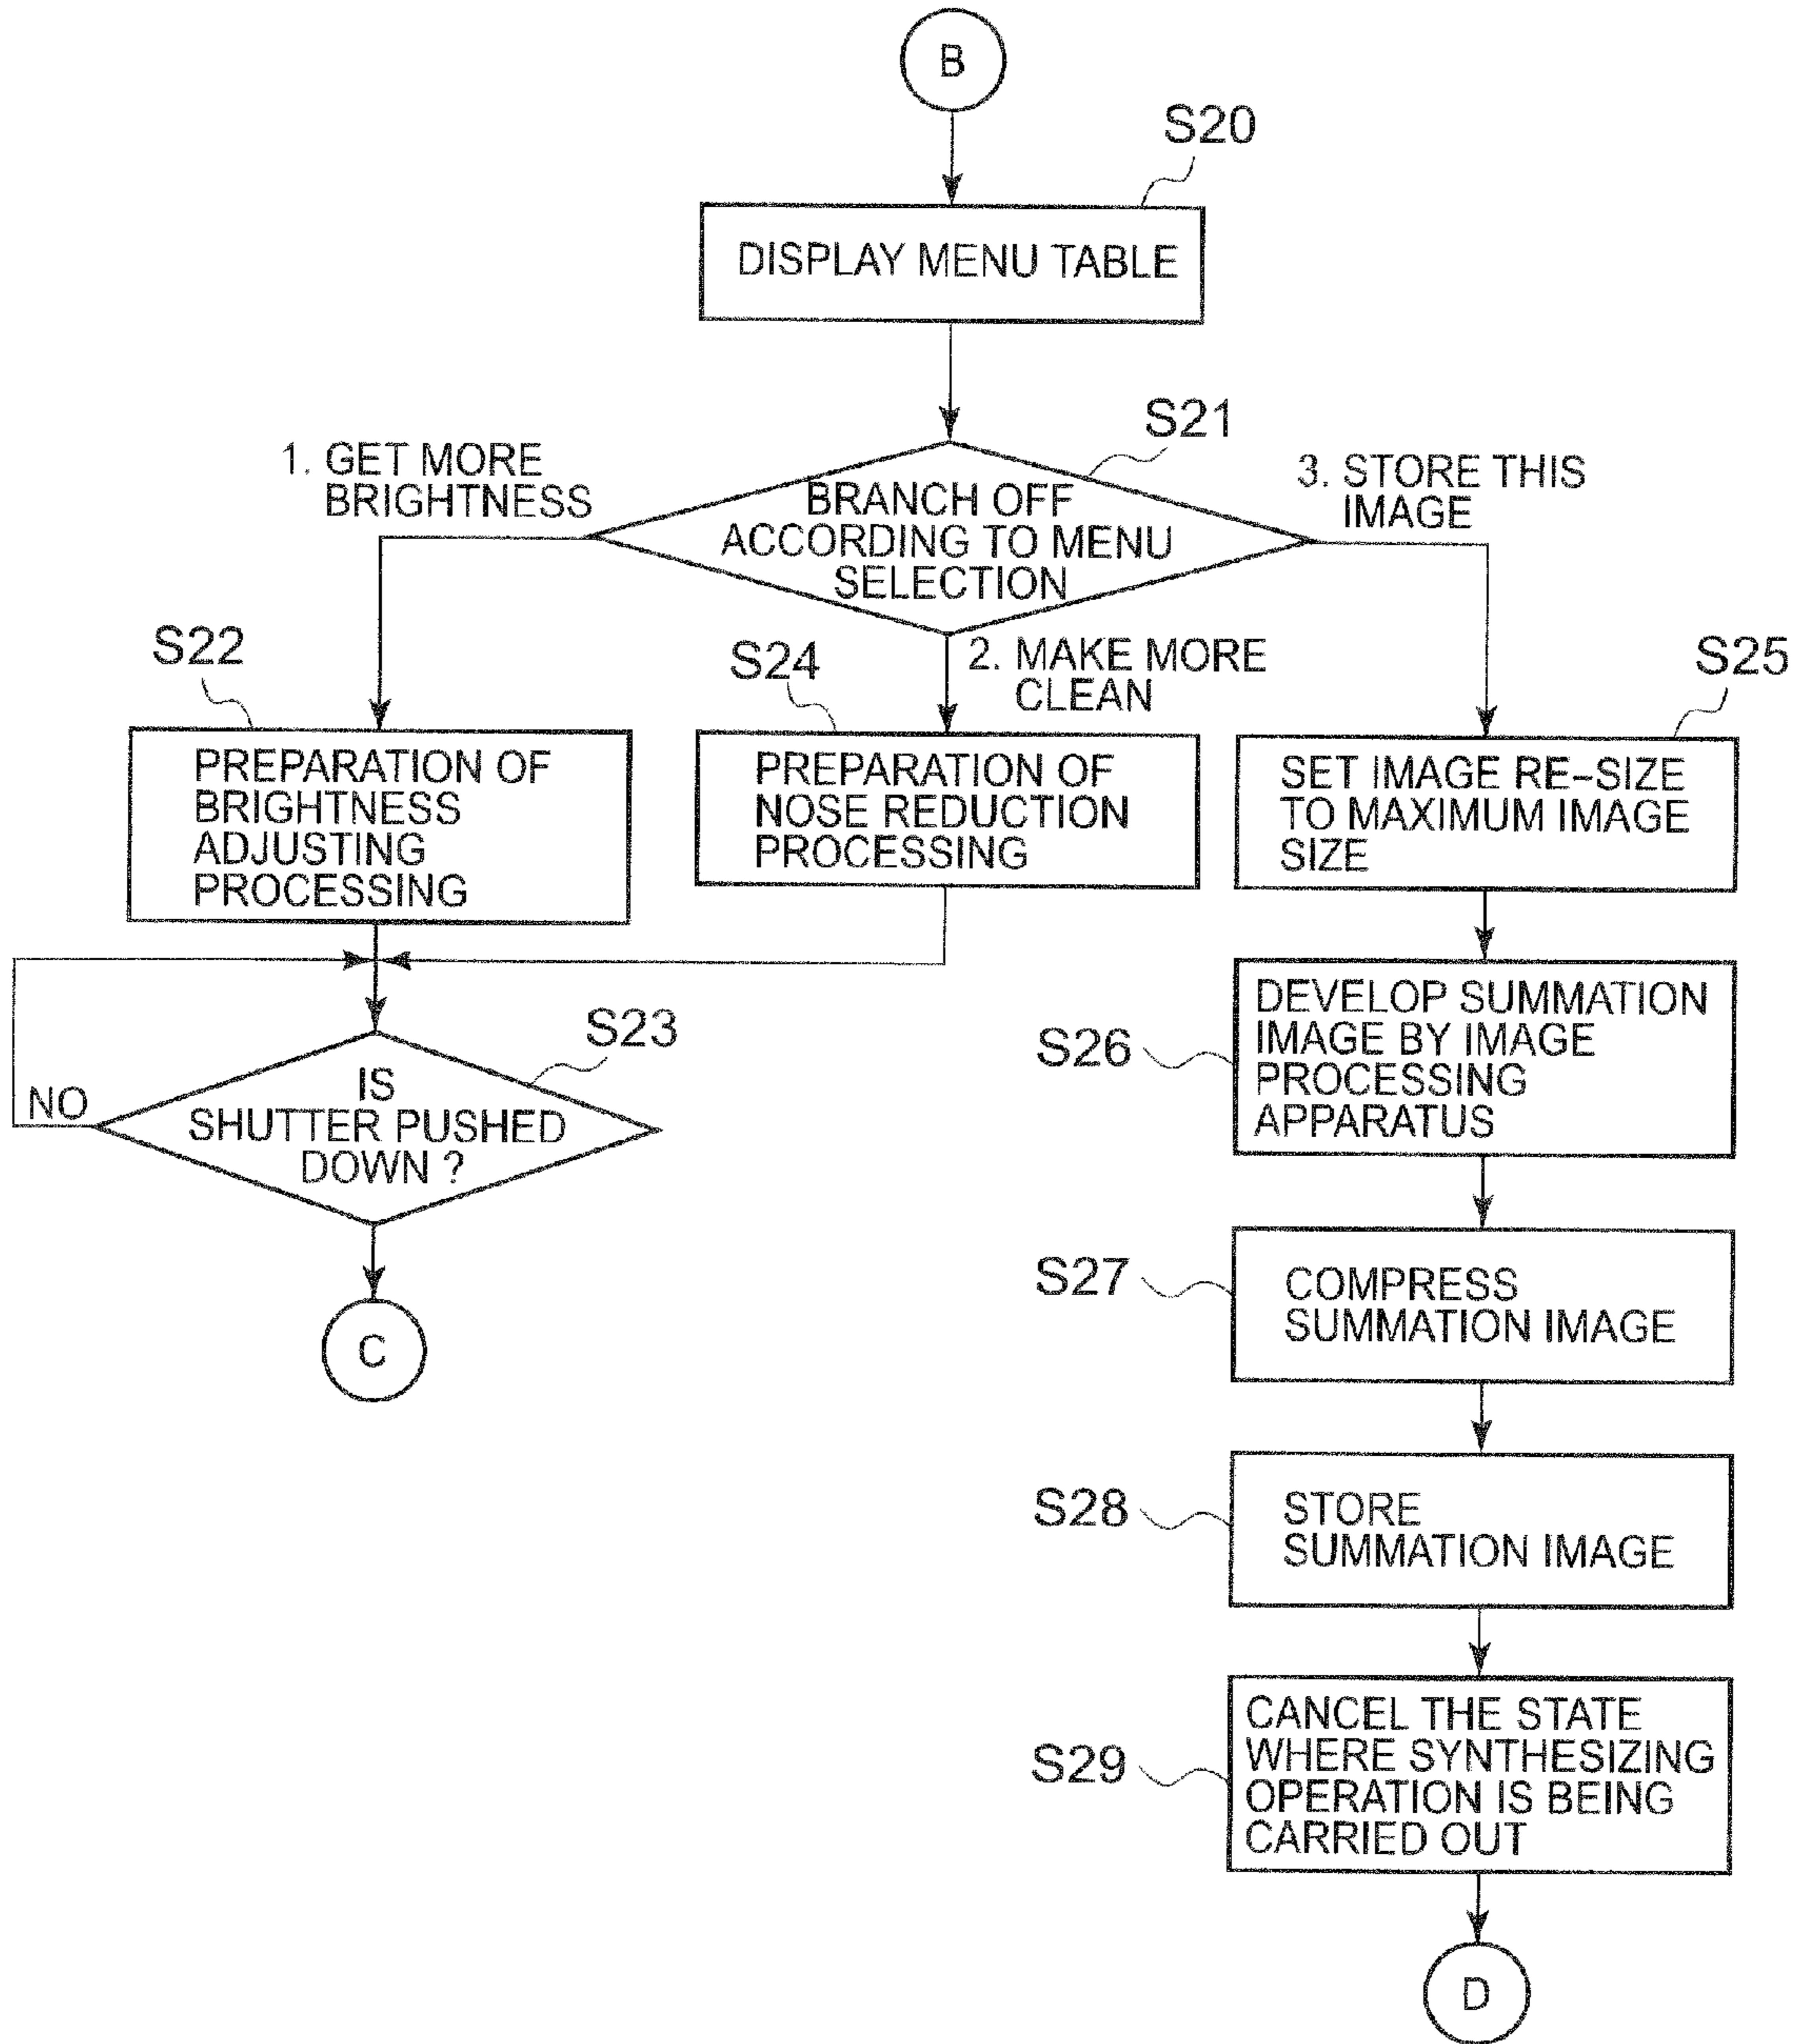 B
S20
DISPLAY MENU TABLE
S21
1. GET MORE
BRIGHTNESS
BRANCH OFF
ACCORDING TO MENU
SELECTION
3. STORE THIS
IMAGE
2. MAKE MORE
CLEAN
S22
PREPARATION OF
BRIGHTNESS
ADJUSTING
PROCESSING
S24
PREPARATION OF
NOSE REDUCTION
PROCESSING
S25
SET IMAGE RE-SIZE
TO MAXIMUM IMAGE
SIZE
S23
NO
IS
SHUTTER PUSHED
DOWN ?
C
S26
DEVELOP SUMMATION
IMAGE BY IMAGE
PROCESSING
APPARATUS
S27
COMPRESS
SUMMATION IMAGE
S28
STORE
SUMMATION IMAGE
S29
CANCEL THE STATE
WHERE SYNTHESIZING
OPERATION IS BEING
CARRIED OUT
D